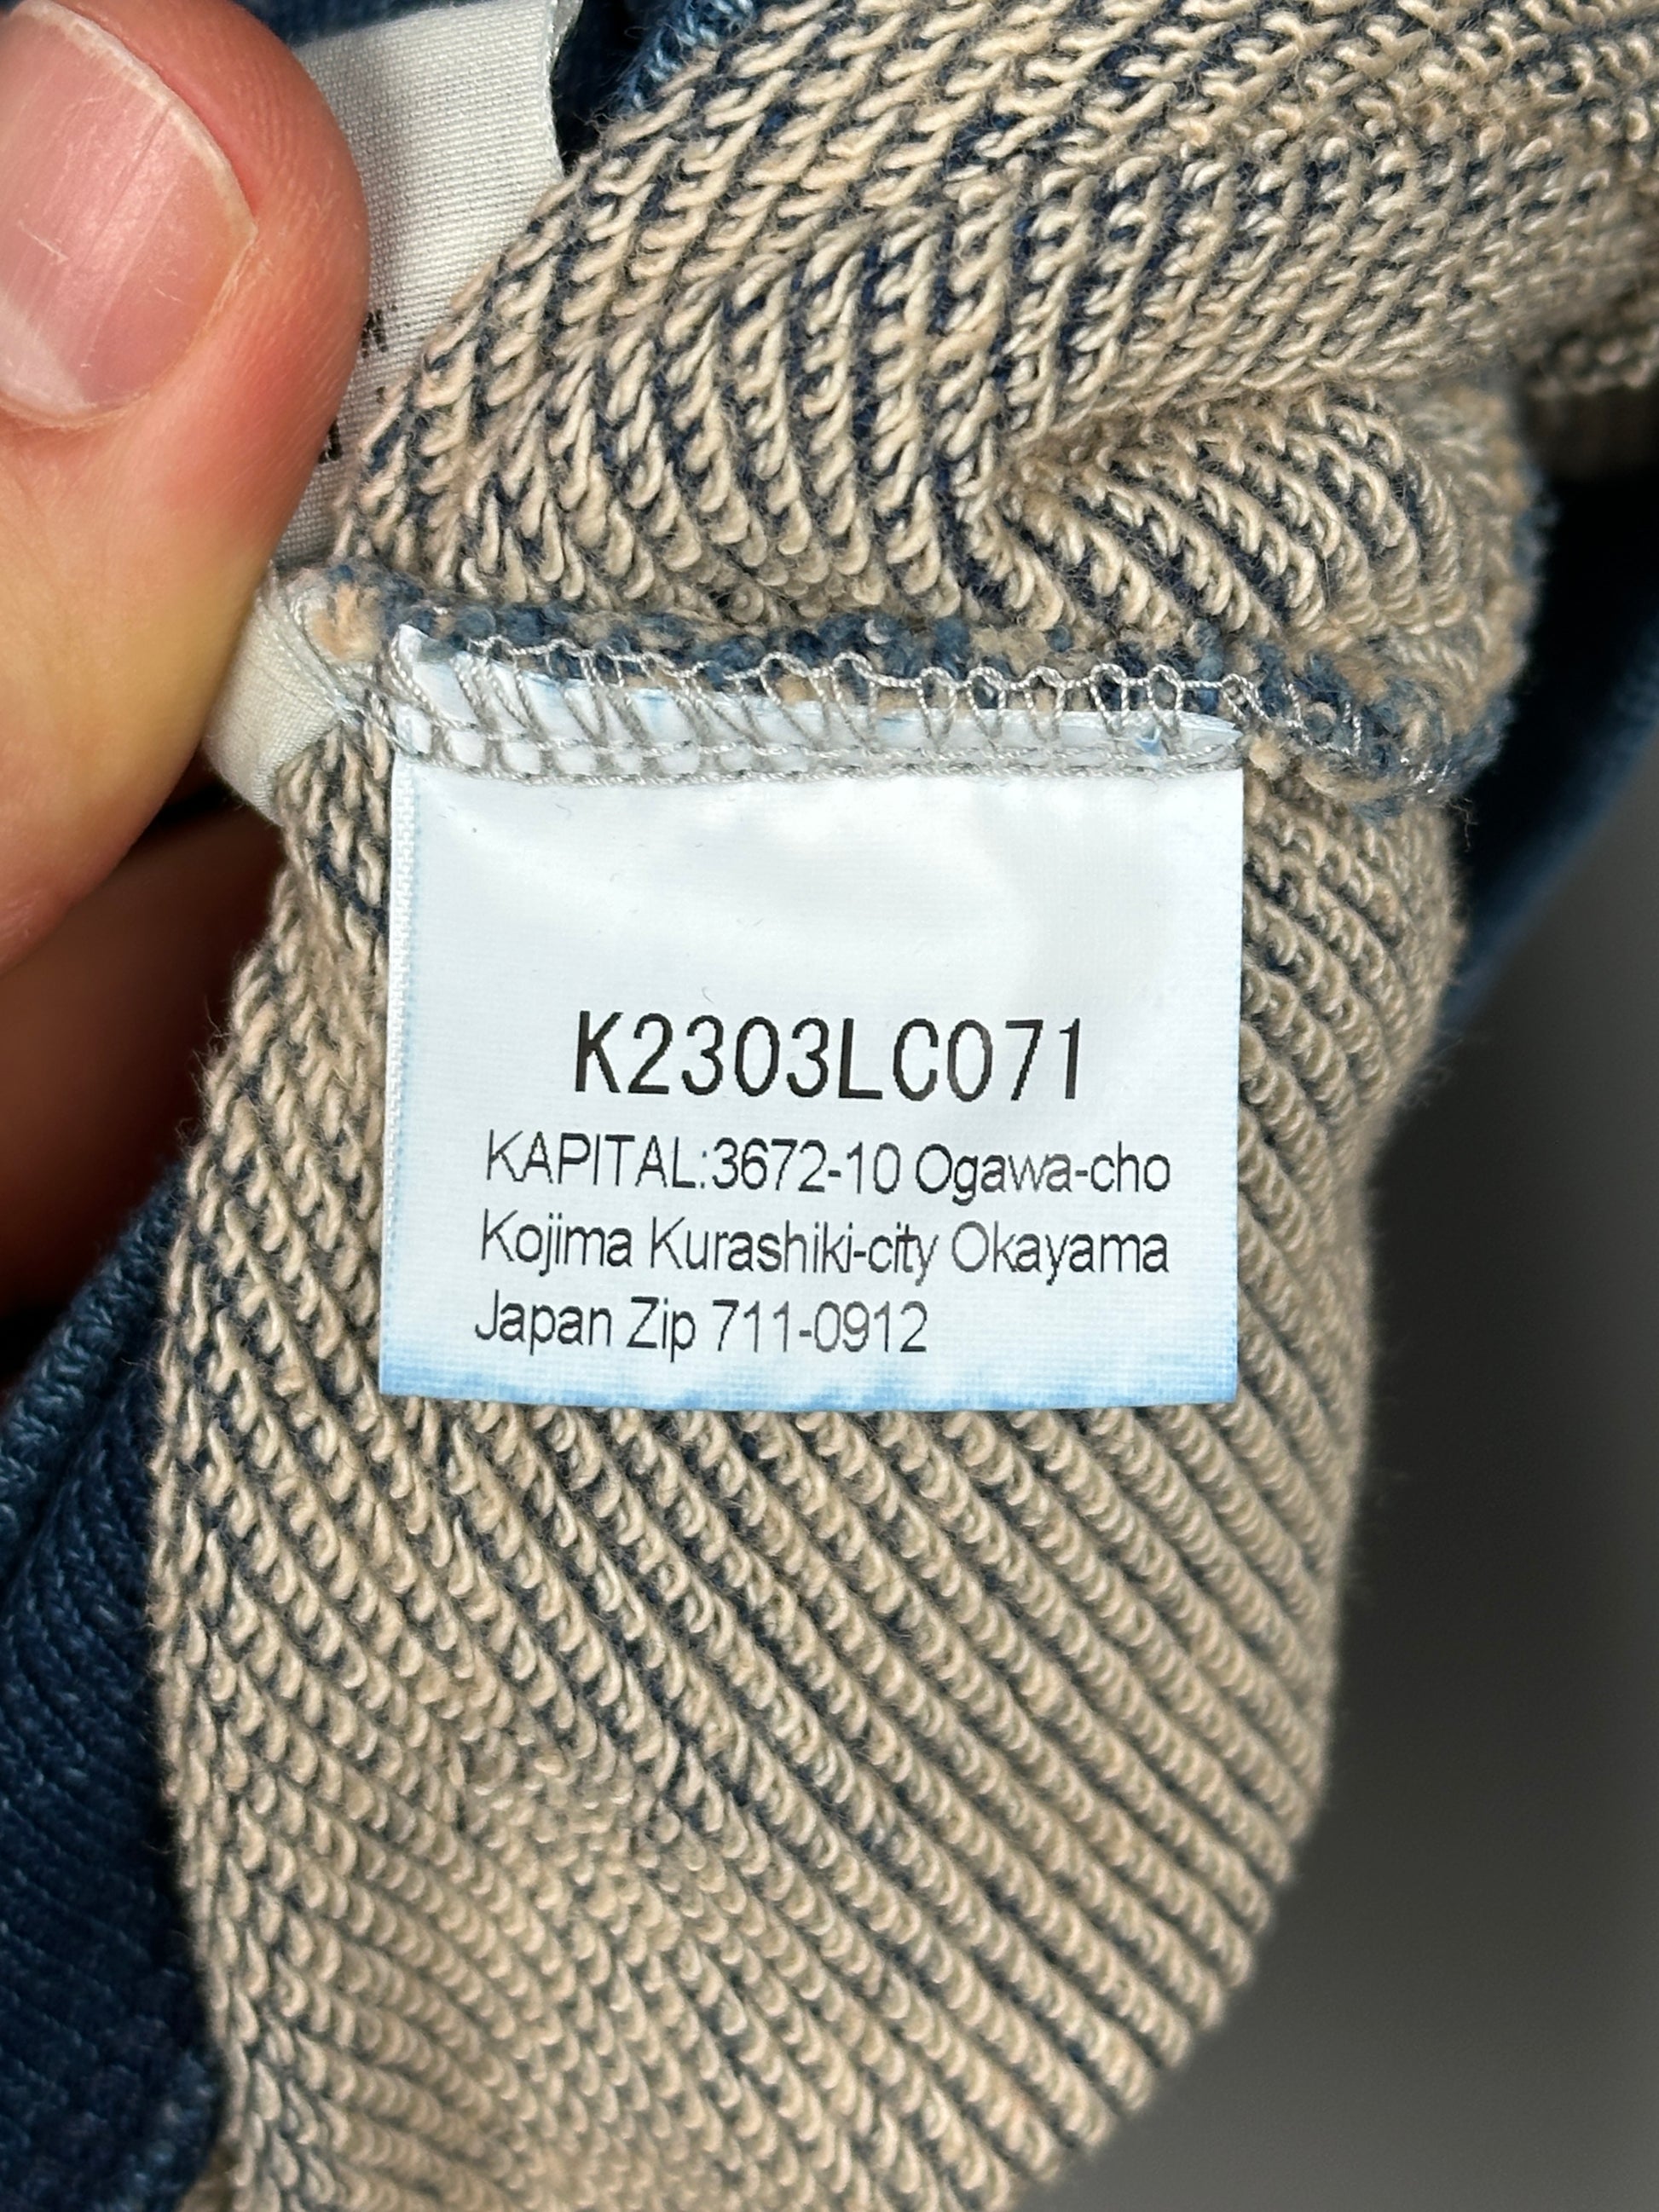 K2303LC071
KAPITAL:3672-10 Ogawa-cho
Kojima Kurashiki-city Okayama
Japan Zip 711-0912